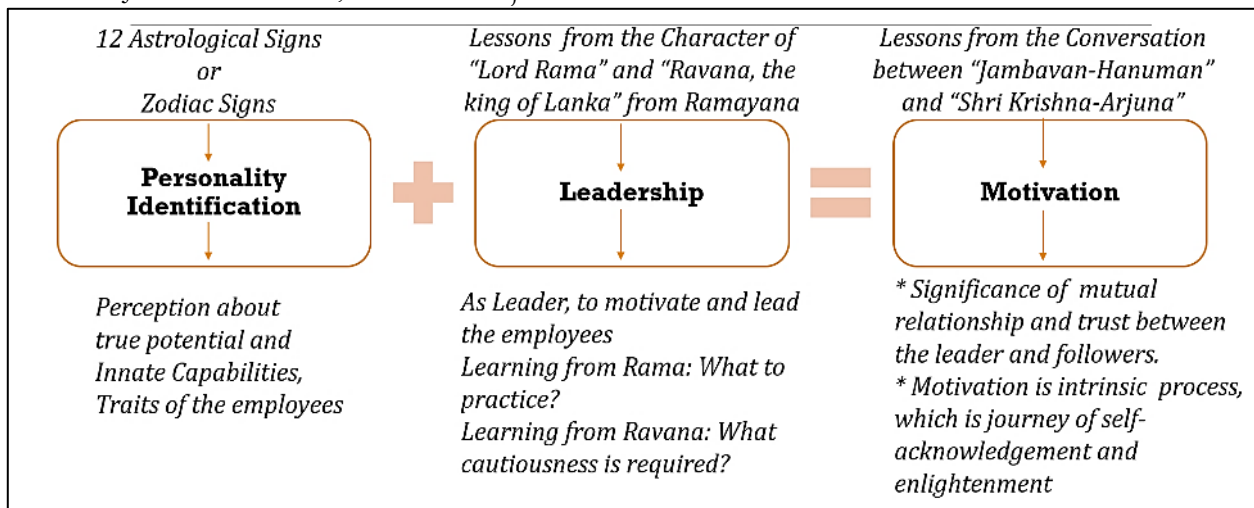 12 Astrological Signs
or
Zodiac Signs
Personality
Identification
Perception about
true potential and
Innate Capabilities,
Traits of the employees
Lessons from the Character of
"Lord Rama" and "Ravana, the
king of Lanka" from Ramayana
Leadership
As Leader, to motivate and lead
the employees
Learning from Rama: What to
practice?
Learning from Ravana: What
cautiousness is required?
Lessons from the Conversation
between "Jambavan-Hanuman"
and "Shri Krishna-Arjuna"
Motivation
* Significance of mutual
relationship and trust between
the leader and followers.
* Motivation is intrinsic process,
which is journey of self-
acknowledgement and
enlightenment